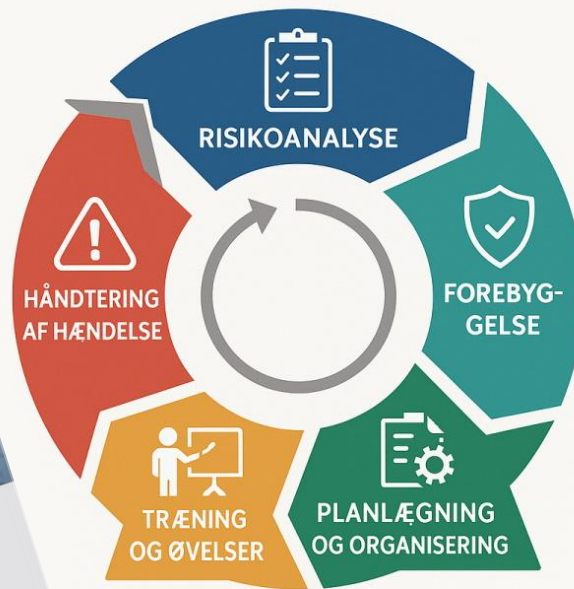 RISIKOANALYSE
FOREBYG-
GELSE
PLANLÆGNING
OG ORGANISERING
TRÆNING
OG ØVELSER
HÅNDTERING
AF HÆNDELSE